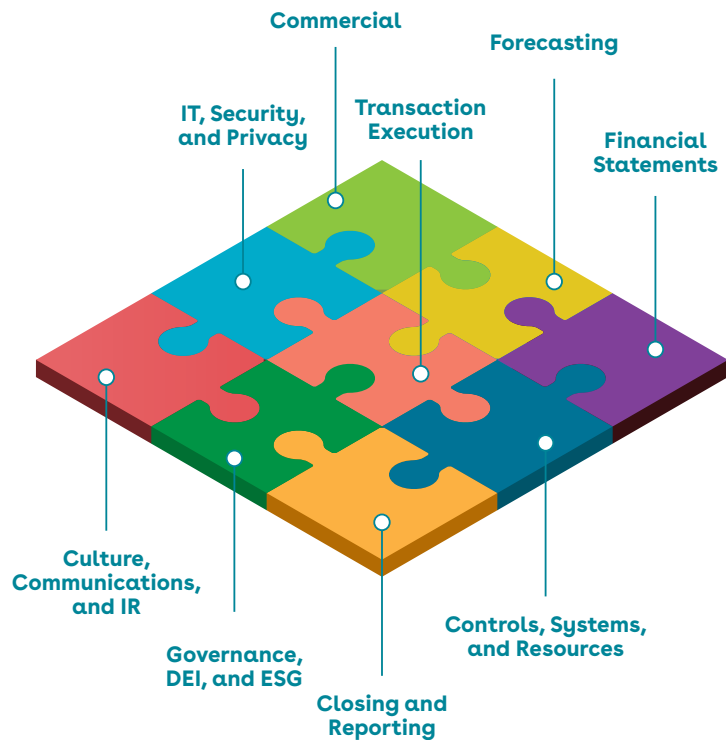 Commercial
Forecasting
IT, Security,
and Privacy
Transaction
Execution
Financial
Statements
Culture,
Communications,
and IR
Governance,
DEI, and ESG
Closing and
Reporting
Controls, Systems,
and Resources